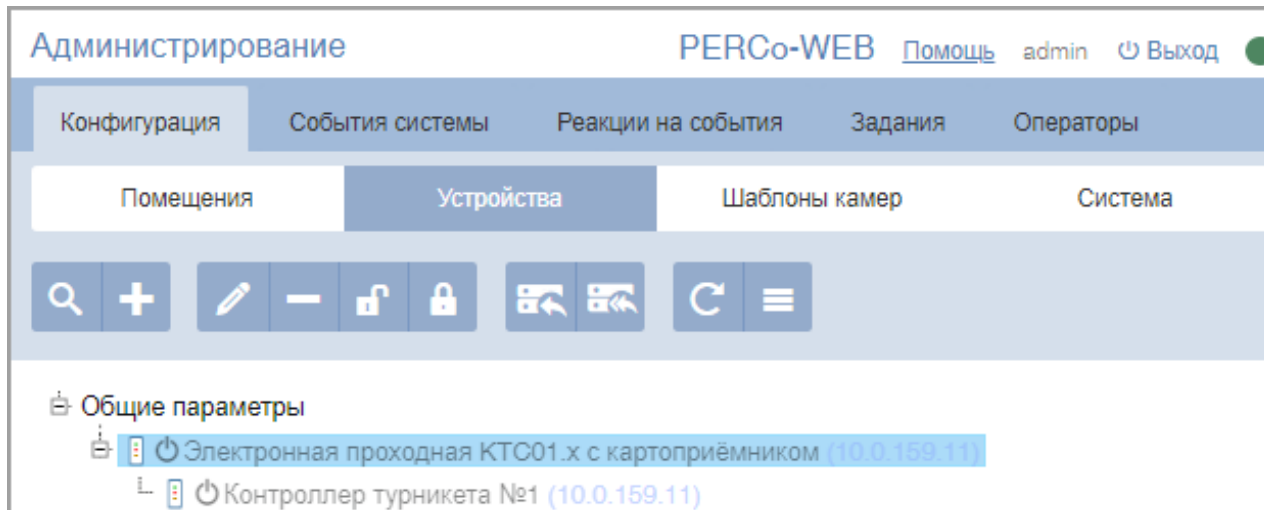 Администрирование PERCo-WEB Помощь admin Выход
Конфигурация События системы Реакции на события Задания Операторы
Помещения Устройства Шаблоны камер Система
Общие параметры
Электронная проходная КТС01.x с картоприёмником (10.0.159.11)
Контроллер турникета №1 (10.0.159.11)